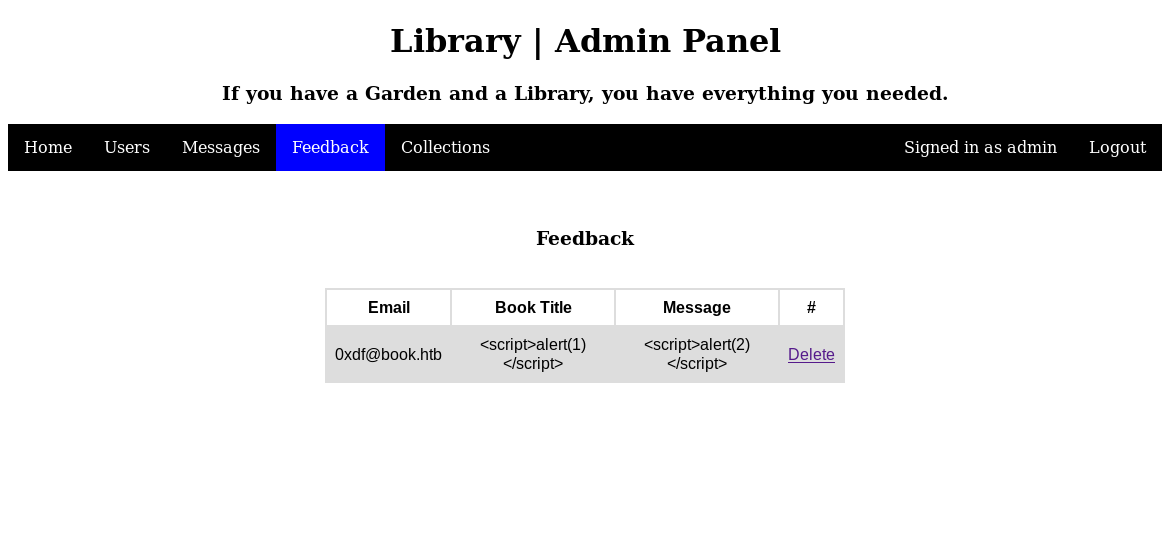 Library | Admin Panel
If you have a Garden and a Library, you have everything you needed.
Home Users Messages Feedback Collections Signed in as admin Logout
Feedback
Email Book Title Message #
0xdf@book.htb <script>alert(1) <script>alert(2) Delete
</script> </script>